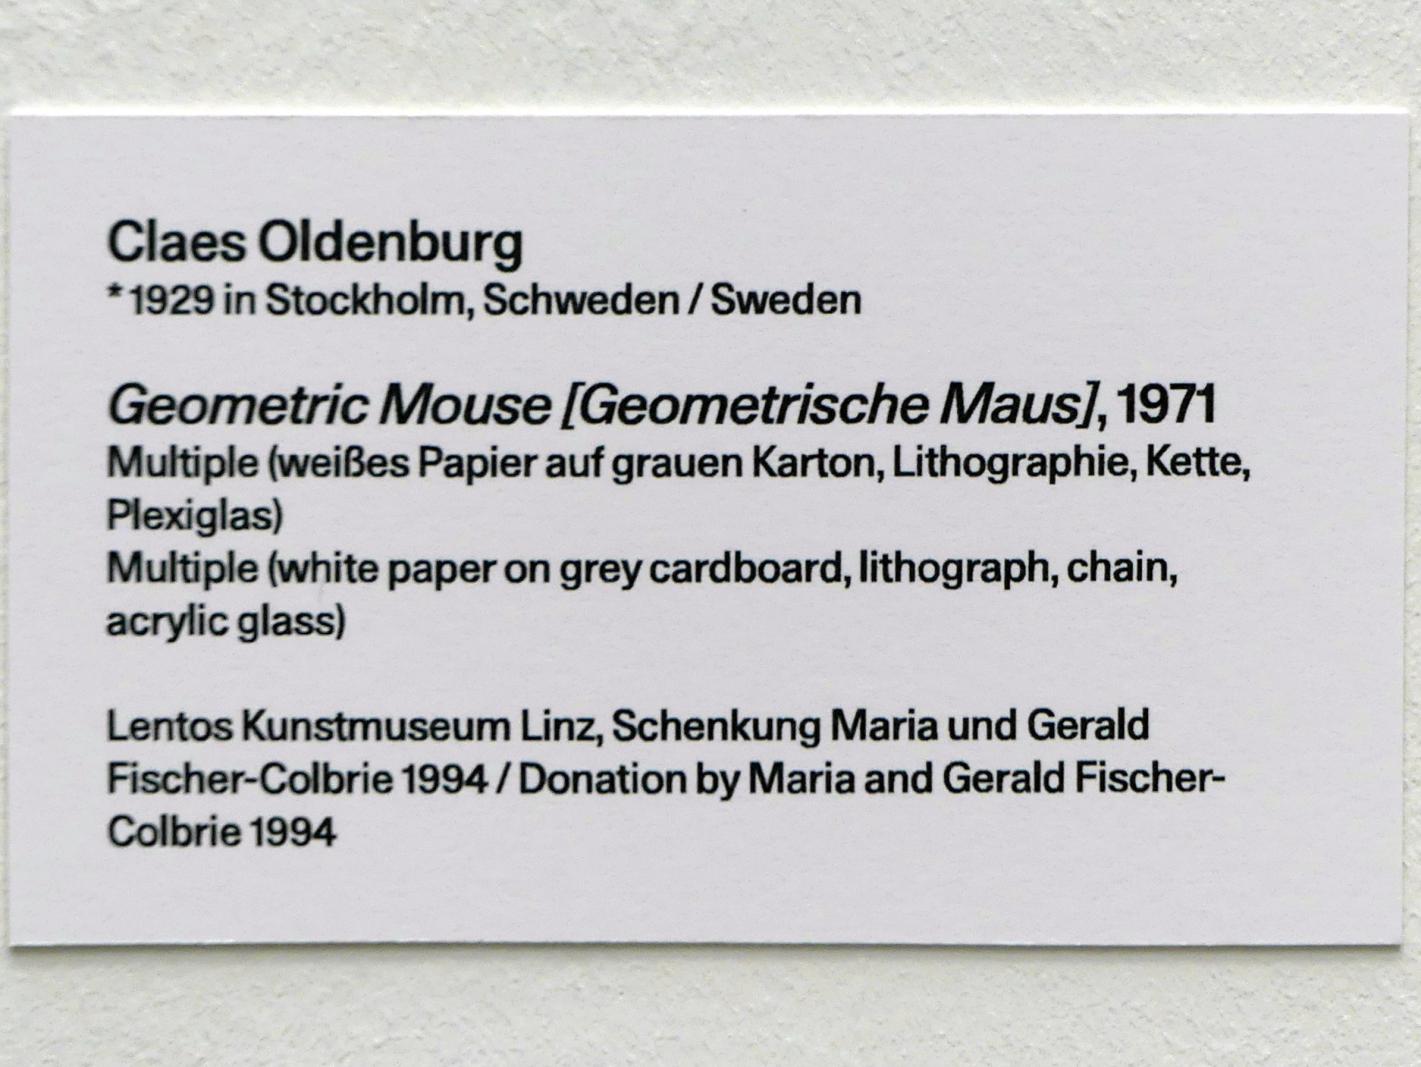 Claes Oldenburg
*1929 in Stockholm, Schweden / Sweden
Geometric Mouse [Geometrische Maus], 1971
Multiple (weißes Papier auf grauen Karton, Lithographie, Kette,
Plexiglas)
Multiple (white paper on grey cardboard, lithograph, chain,
acrylic glass)
Lentos Kunstmuseum Linz, Schenkung Maria und Gerald
Fischer-Colbrie 1994 / Donation by Maria and Gerald Fischer-
Colbrie 1994